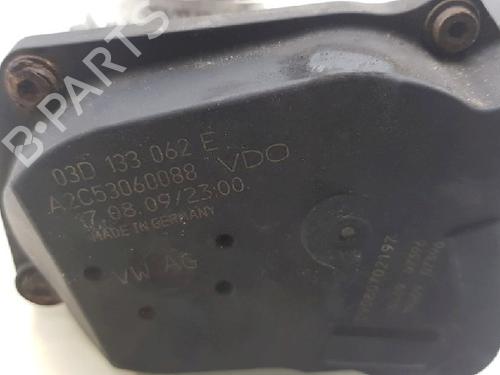 B-PARTS
03D 133 062 E
VDO
A2C53060088
17.08.09/23:00
MADE IN GERMANY
VW AG